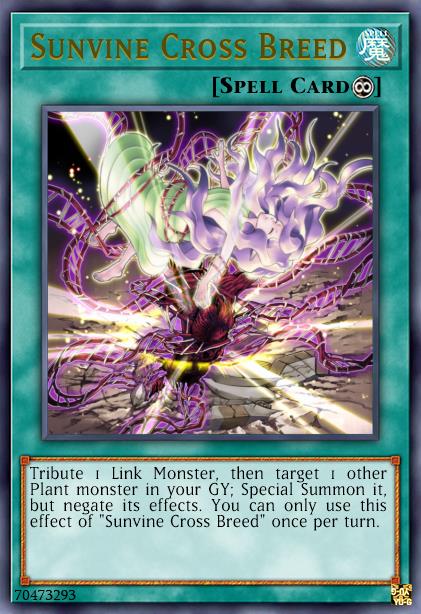 Sunvine Cross Breed
魔
[Spell Card]
Tribute 1 Link Monster, then target 1 other
Plant monster in your GY; Special Summon it,
but negate its effects. You can only use this
effect of "Sunvine Cross Breed" once per turn.
70473293